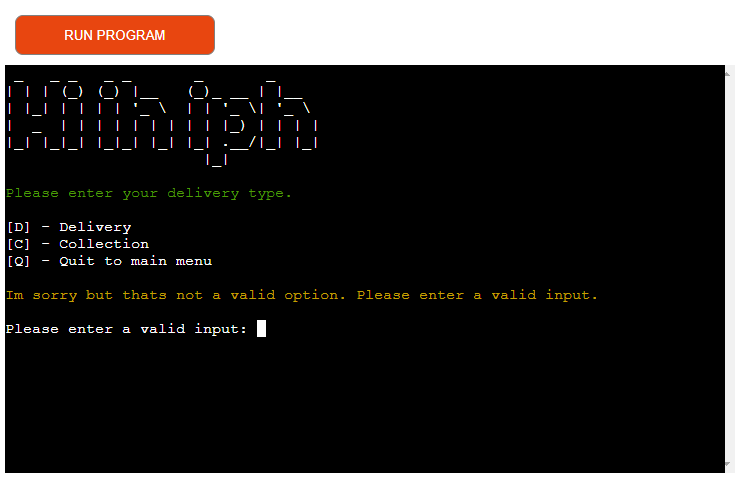 RUN PROGRAM
Please enter your delivery type.
[D] - Delivery
[C] - Collection
[Q] - Quit to main menu
Im sorry but thats not a valid option. Please enter a valid input.
Please enter a valid input: